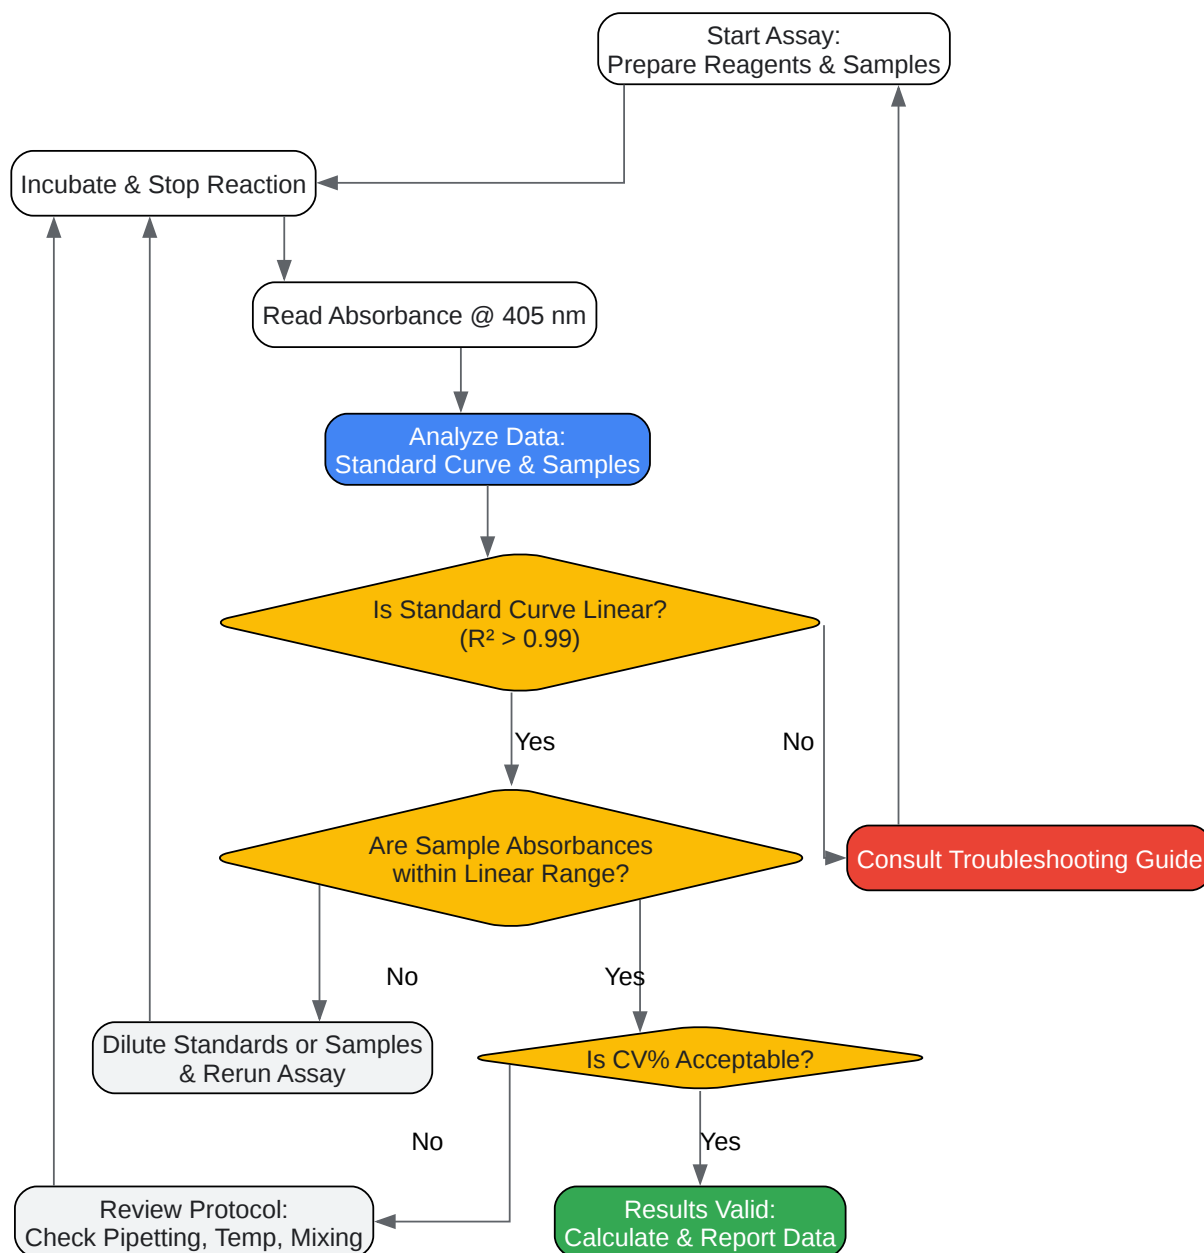 Start Assay:
Prepare Reagents & Samples
Incubate & Stop Reaction
Read Absorbance @ 405 nm
Analyze Data:
Standard Curve & Samples
Is Standard Curve Linear?
(R² > 0.99)
Yes
No
Are Sample Absorbances
within Linear Range?
Consult Troubleshooting Guide
No
Yes
Dilute Standards or Samples
& Rerun Assay
Is CV% Acceptable?
No
Yes
Review Protocol:
Check Pipetting, Temp, Mixing
Results Valid:
Calculate & Report Data